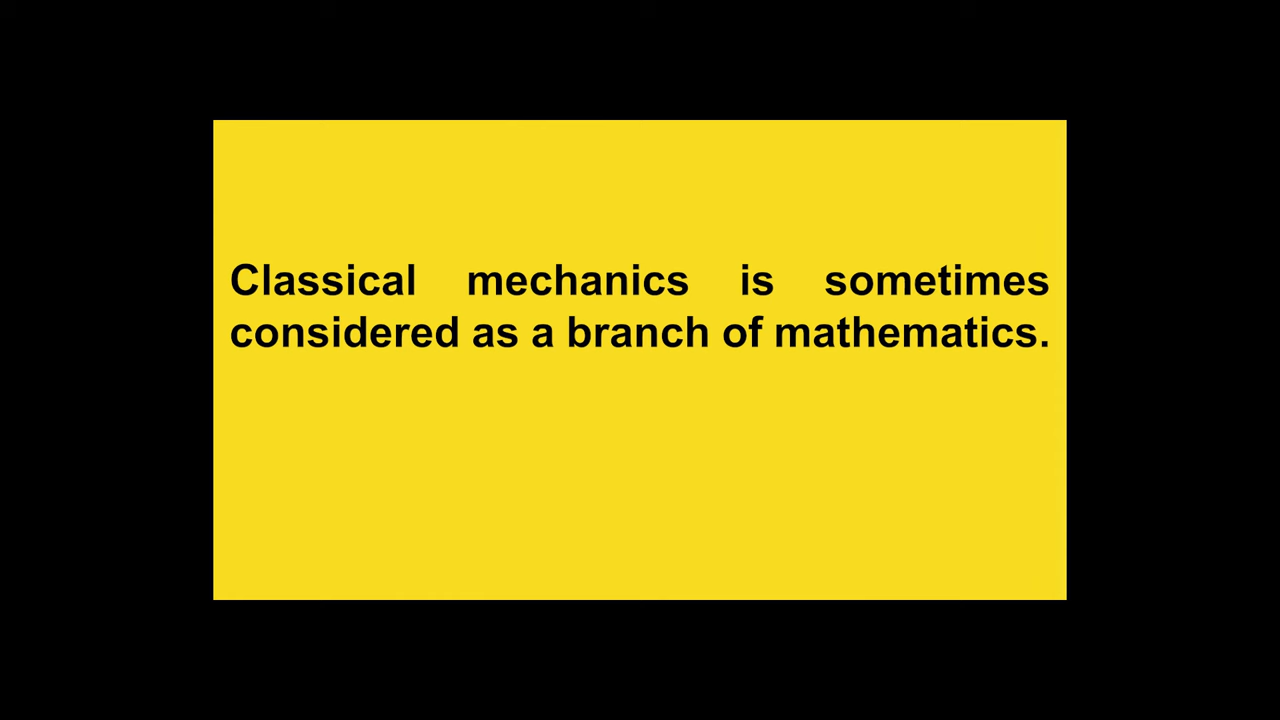 Classical mechanics is sometimes
considered as a branch of mathematics.